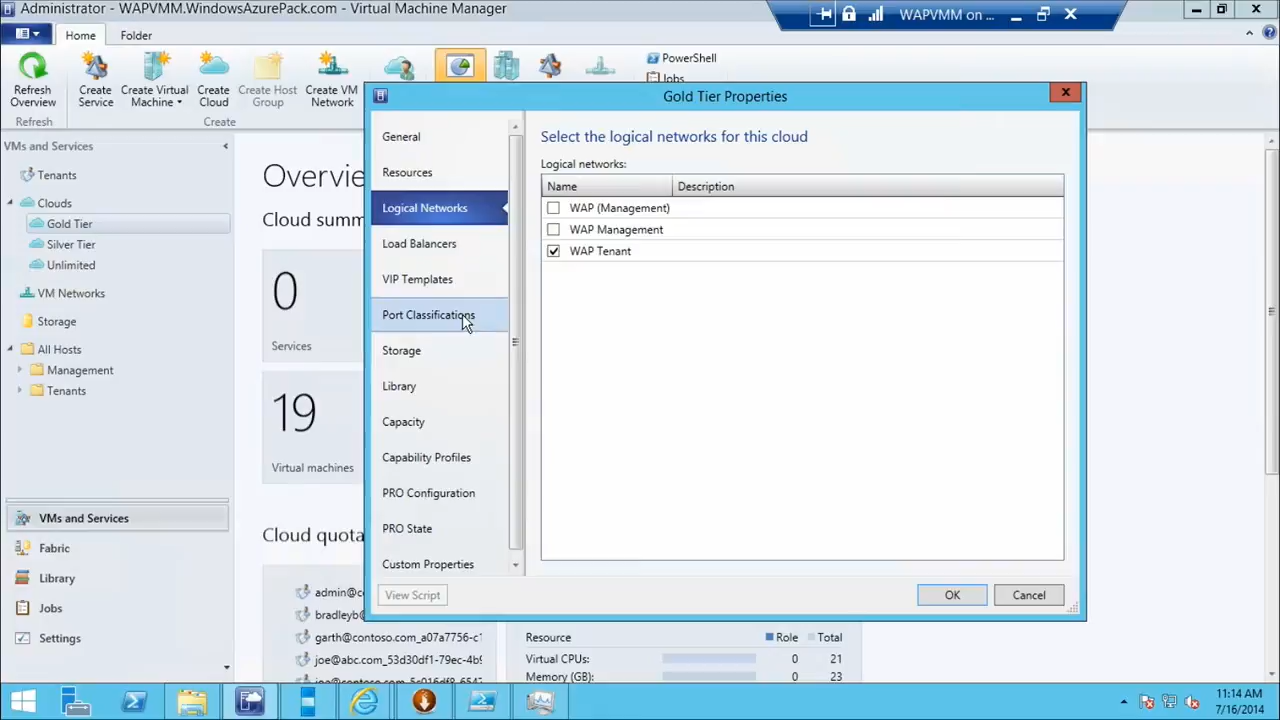 Administrator - WAPVMM.WindowsAzurePack.com - Virtual Machine Manager
WAPVMM on ...
Home
Folder
Refresh Overview
Create Service
Create Virtual Machine
Create Cloud
Create Host Group
Create VM Network
PowerShell
Jobs
Refresh
Create
VMs and Services
Tenants
Clouds
Gold Tier
Silver Tier
Unlimited
VM Networks
Storage
All Hosts
Management
Tenants
VMs and Services
Fabric
Library
Jobs
Settings
Cloud summ
0
Services
19
Virtual machines
Cloud quota
admin@c
bradleyb@
garth@contoso.com_a07a7756-c1
joe@abc.com_53d30df1-79ec-4b9
Resource
Role
Total
Virtual CPUs:
0
21
Memory (GB):
0
23
Gold Tier Properties
General
Resources
Logical Networks
Load Balancers
VIP Templates
Port Classifications
Storage
Library
Capacity
Capability Profiles
PRO Configuration
PRO State
Custom Properties
Select the logical networks for this cloud
Logical networks:
Name
Description
WAP (Management)
WAP Management
WAP Tenant
View Script
OK
Cancel
11:14 AM
7/16/2014